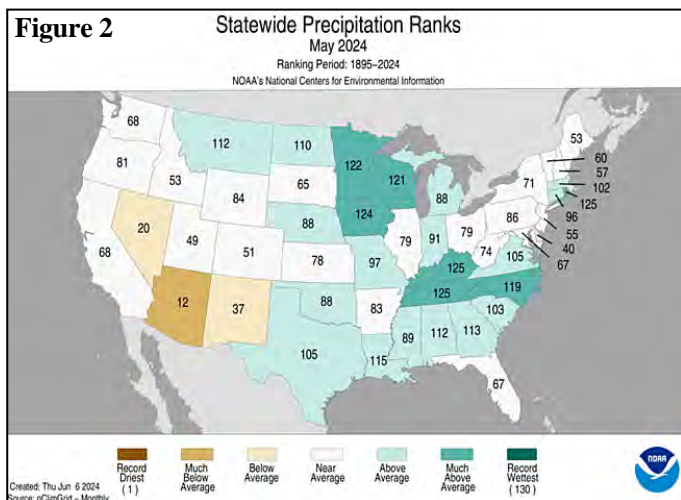 Figure 2
Statewide Precipitation Ranks
May 2024
Ranking Period: 1895-2024
NOAA's National Centers for Environmental Information
68
112
110
122
53
81
53
65
121
60
84
88
71
57
102
20
88
124
125
86
96
49
51
79
91
79
55
68
78
97
74
105
40
67
125
12
37
88
83
125
119
103
105
89
112
113
115
67
Record
Driest
(1)
Much
Below
Average
Below
Average
Near
Average
Above
Average
Much
Above
Average
Record
Wettest
(130)
NOAA
Created: Thu Jun 6 2024
Source: nClimGrid-Monthly